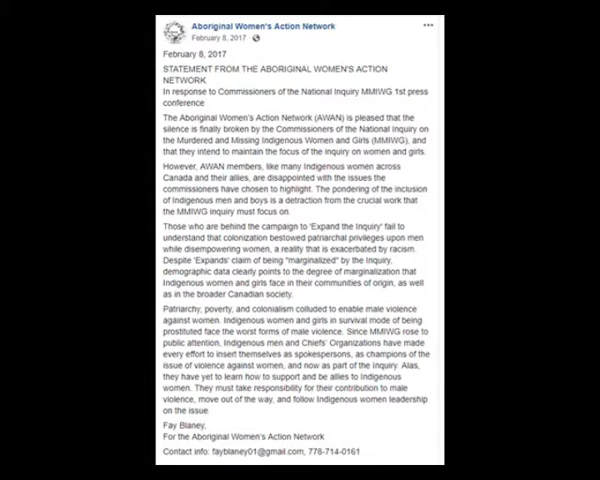 Aboriginal Women's Action Network
February 8, 2017
February 8, 2017
STATEMENT FROM THE ABORIGINAL WOMEN'S ACTION
NETWORK
In response to Commissioners of the National Inquiry MMIWG 1st press
conference
The Aboriginal Women's Action Network (AWAN) is pleased that the
silence is finally broken by the Commissioners of the National Inquiry on
the Murdered and Missing Indigenous Women and Girls (MMIWG), and
that they intend to maintain the focus of the inquiry on women and girls.
However, AWAN members, like many Indigenous women across
Canada and their allies, are disappointed with the issues the
commissioners have chosen to highlight. The pondering of the inclusion
of Indigenous men and boys is a detraction from the crucial work that
the MMIWG inquiry must focus on.
Those who are behind the campaign to 'Expand the Inquiry' fail to
understand that colonization bestowed patriarchal privileges upon men
while disempowering women, a reality that is exacerbated by racism.
Despite 'Expands' claim of being "marginalized" by the Inquiry,
demographic data clearly points to the degree of marginalization that
Indigenous women and girls face in their communities of origin, as well
as in the broader Canadian society.
Patriarchy, poverty, and colonialism colluded to enable male violence
against women. Indigenous women and girls in survival mode of being
prostituted face the worst forms of male violence. Since MMIWG rose to
public attention, Indigenous men and Chiefs' Organizations have made
every effort to insert themselves as spokespersons, as champions of the
issue of violence against women, and now as part of the Inquiry. Alas,
they have yet to learn how to support and be allies to Indigenous
women. They must take responsibility for their contribution to male
violence, move out of the way, and follow Indigenous women leadership
on the issue.
Fay Blaney,
For the Aboriginal Women's Action Network
Contact info: fayblaney01@gmail.com, 778-714-0161